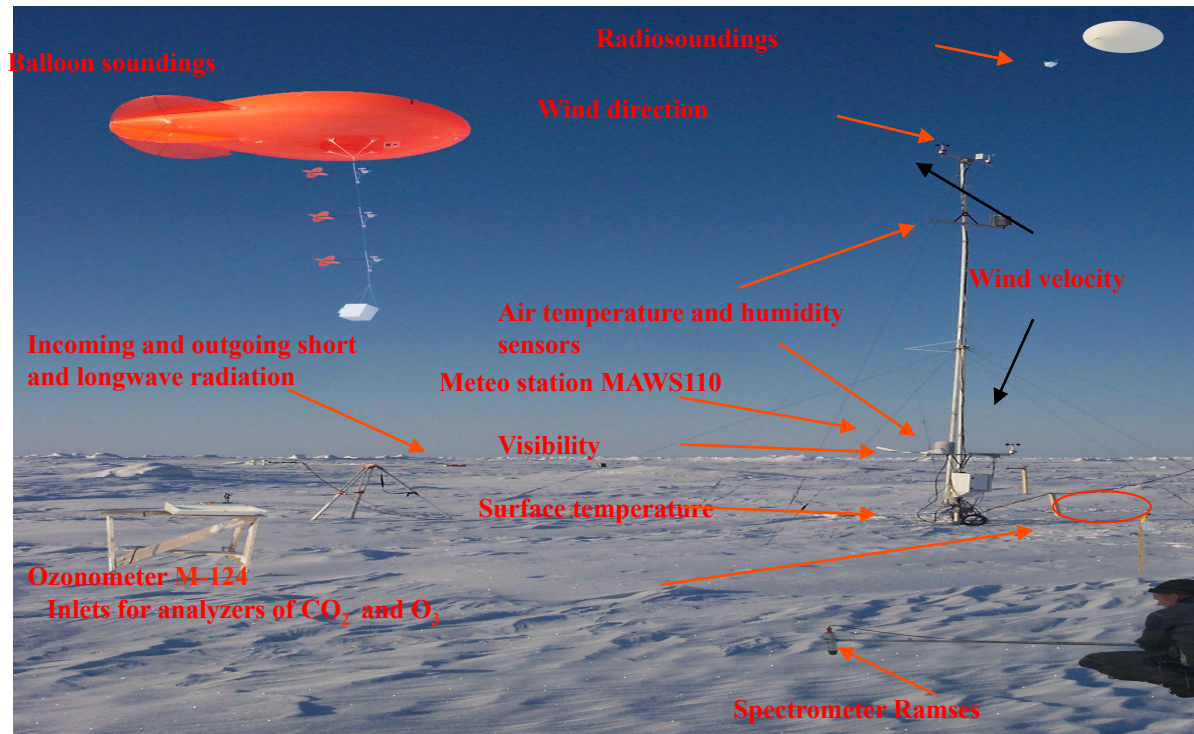 Radiosoundings
Balloon soundings
Wind direction
Wind velocity
Air temperature and humidity
sensors
Incoming and outgoing short
and longwave radiation
Meteo station MAWS110
Visibility
Surface temperature
Ozonometer M-124
Inlets for analyzers of CO₂ and O₃
Spectrometer Ramses